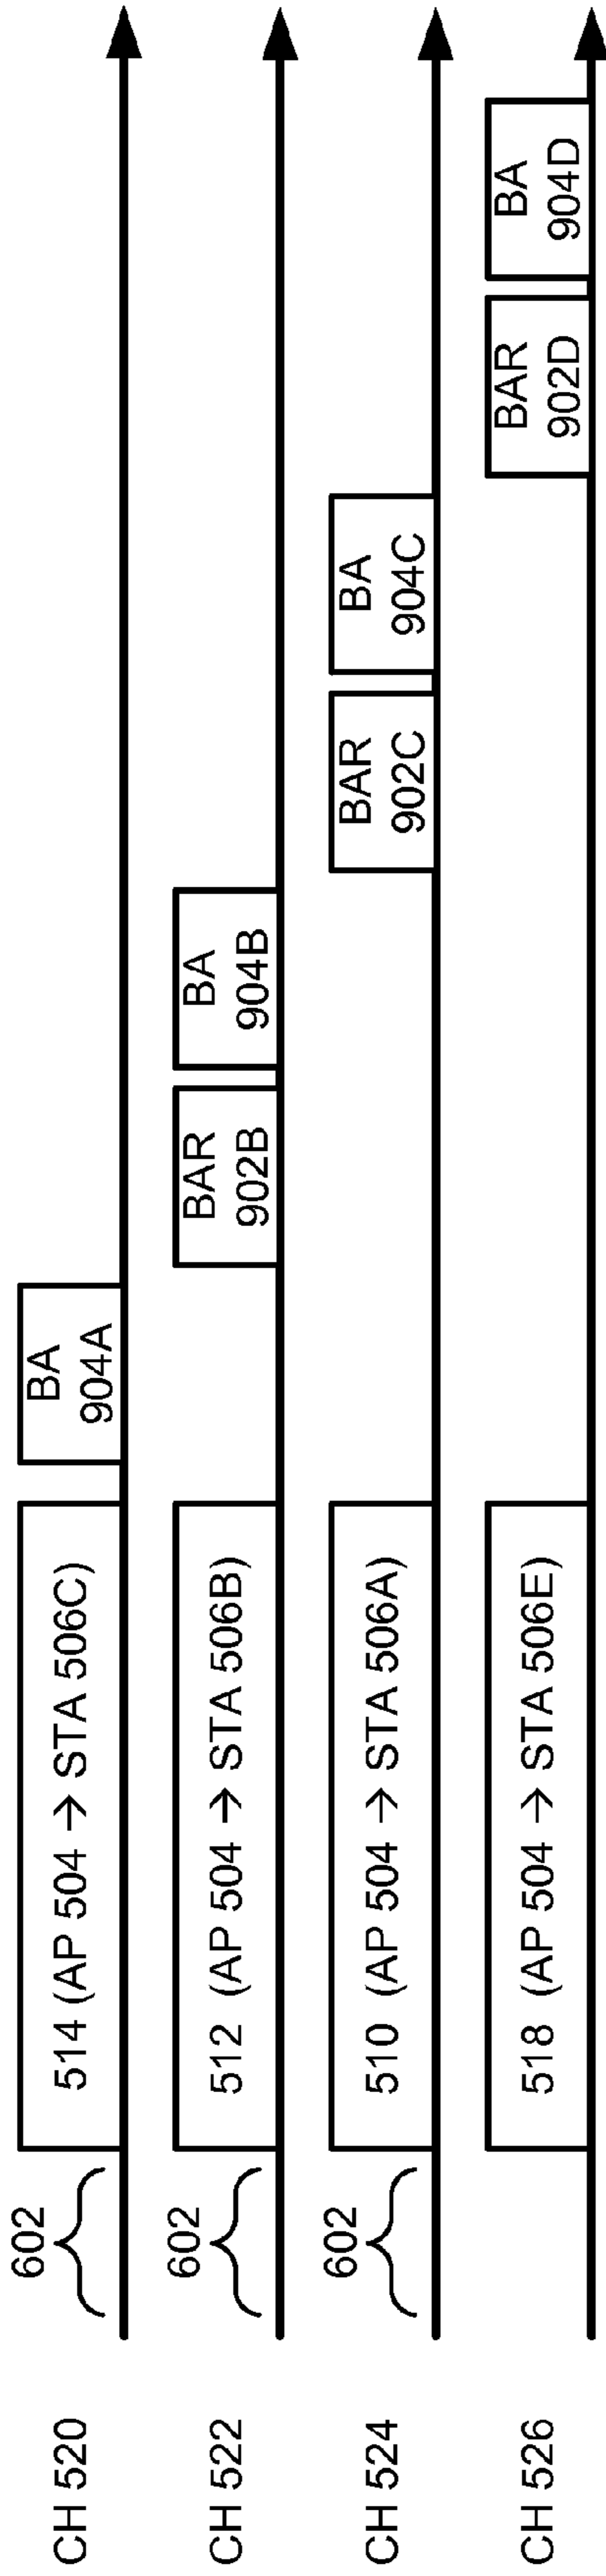 CH 520
602
514 (AP 504 → STA 506C)
BA
904A
CH 522
602
512 (AP 504 → STA 506B)
BAR
902B
BA
904B
CH 524
602
510 (AP 504 → STA 506A)
BAR
902C
BA
904C
CH 526
518 (AP 504 → STA 506E)
BAR
902D
BA
904D